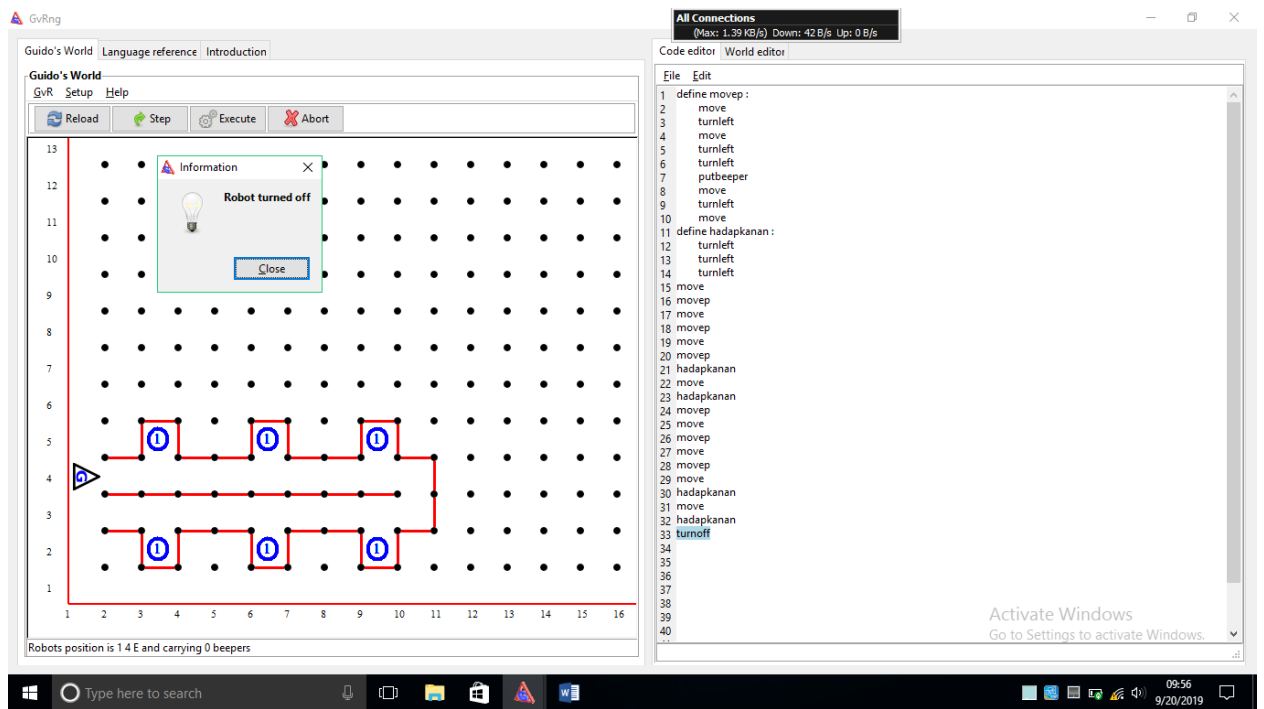 GvRng
All Connections
(Max: 1.39 KB/s) Down: 42 B/s Up: 0 B/s
Guido's World Language reference Introduction
Guido's World
GvR Setup Help
Reload Step Execute Abort
13
12
11
10
9
8
7
6
5
4
3
2
1
1 2 3 4 5 6 7 8 9 10 11 12 13 14 15 16
Information
Robot turned off
Close
1 1 1
G
1 1 1
Robots position is 1 4 E and carrying 0 beepers
Code editor World editor
File Edit
1 define movep :
2 move
3 turnleft
4 move
5 turnleft
6 turnleft
7 putbeeper
8 move
9 turnleft
10 move
11 define hadapkanan :
12 turnleft
13 turnleft
14 turnleft
15 move
16 movep
17 move
18 movep
19 move
20 movep
21 hadapkanan
22 move
23 hadapkanan
24 movep
25 move
26 movep
27 move
28 movep
29 move
30 hadapkanan
31 move
32 hadapkanan
33 turnoff
34
35
36
37
38
39
40
Activate Windows
Go to Settings to activate Windows.
Type here to search
09:56
9/20/2019